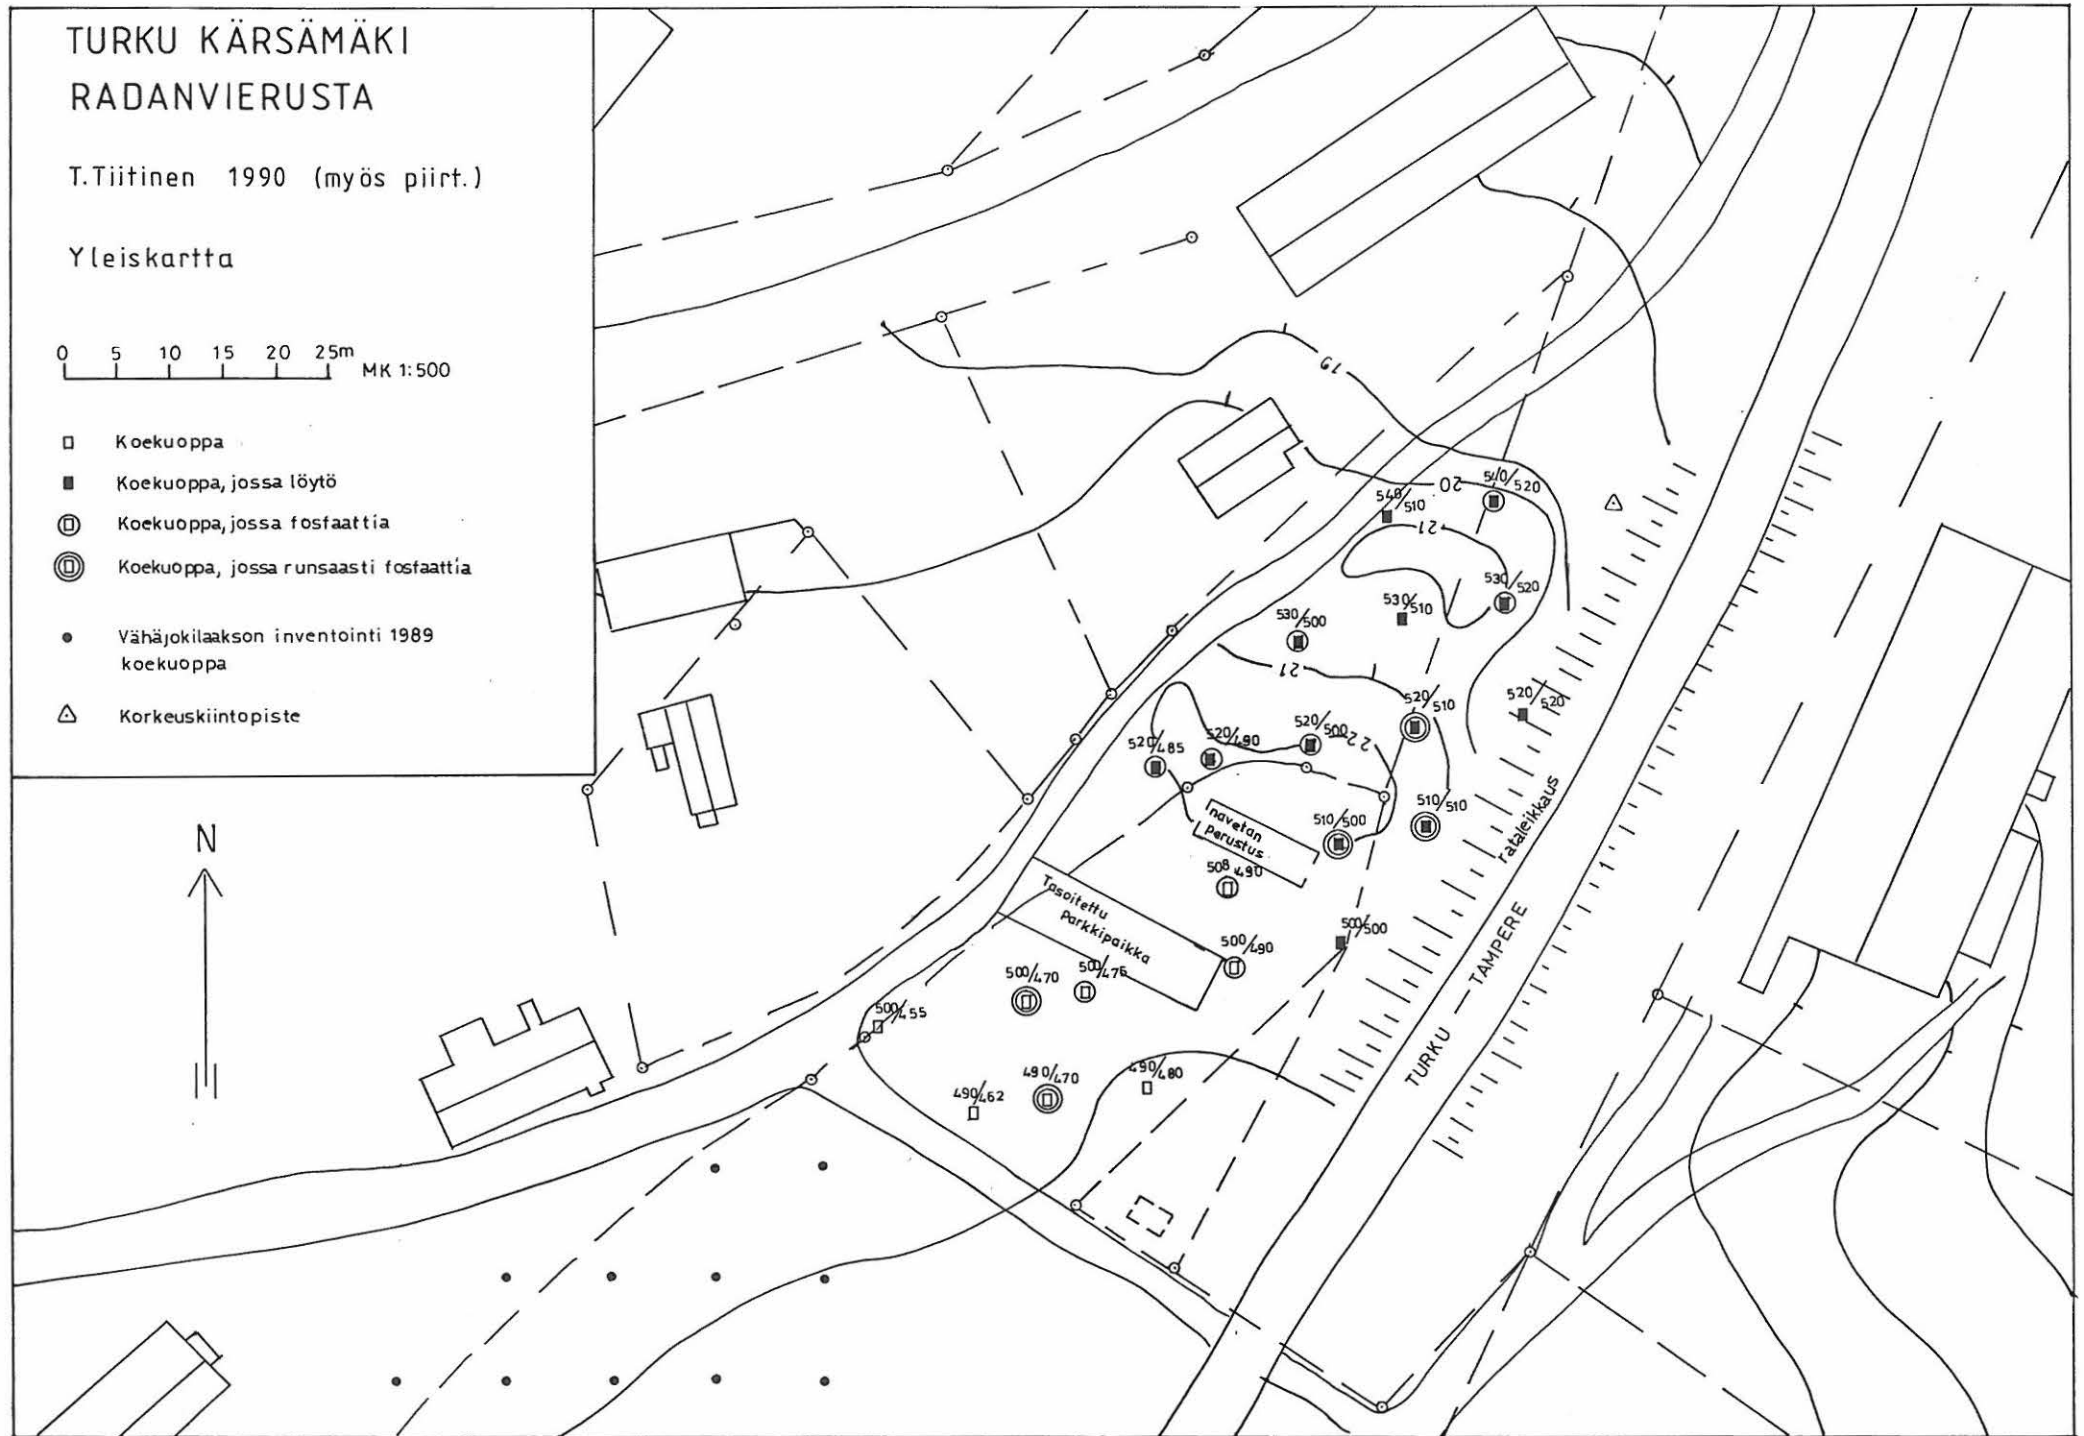 TURKU KÄRSÄMÄKI
RADANVIERUSTA
T.Tiitinen 1990 (myös piirt.)
Yleiskartta
0 5 10 15 20 25m
MK 1:500
Koekuoppa
Koekuoppa, jossa löytö
Koekuoppa, jossa fosfaattia
Koekuoppa, jossa runsaasti fosfaattia
Vähäjokilaakson inventointi 1989
koekuoppa
Korkeuskiintopiste
N
19
20
540/510
540/520
21
530/500
530/510
530/520
21
520/485
520/490
520/500
22
520/510
520/520
navetan
perustus
510/500
510/510
508 490
rataleikkaus
Tasoitettu
Parkkipaikka
500/455
500/470
500/476
500/490
500/500
490/462
490/470
490/480
TURKU — TAMPERE